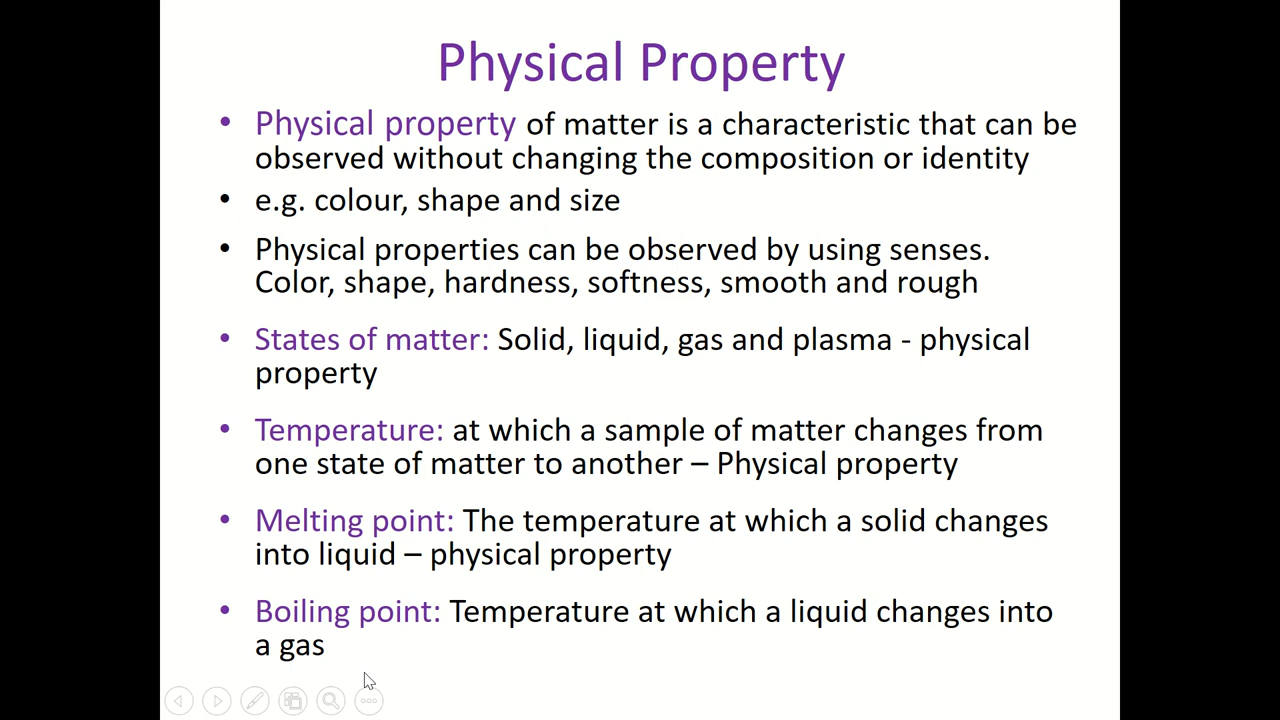 Physical Property
• Physical property of matter is a characteristic that can be
observed without changing the composition or identity
• e.g. colour, shape and size
• Physical properties can be observed by using senses.
Color, shape, hardness, softness, smooth and rough
• States of matter: Solid, liquid, gas and plasma - physical
property
• Temperature: at which a sample of matter changes from
one state of matter to another – Physical property
• Melting point: The temperature at which a solid changes
into liquid – physical property
• Boiling point: Temperature at which a liquid changes into
a gas